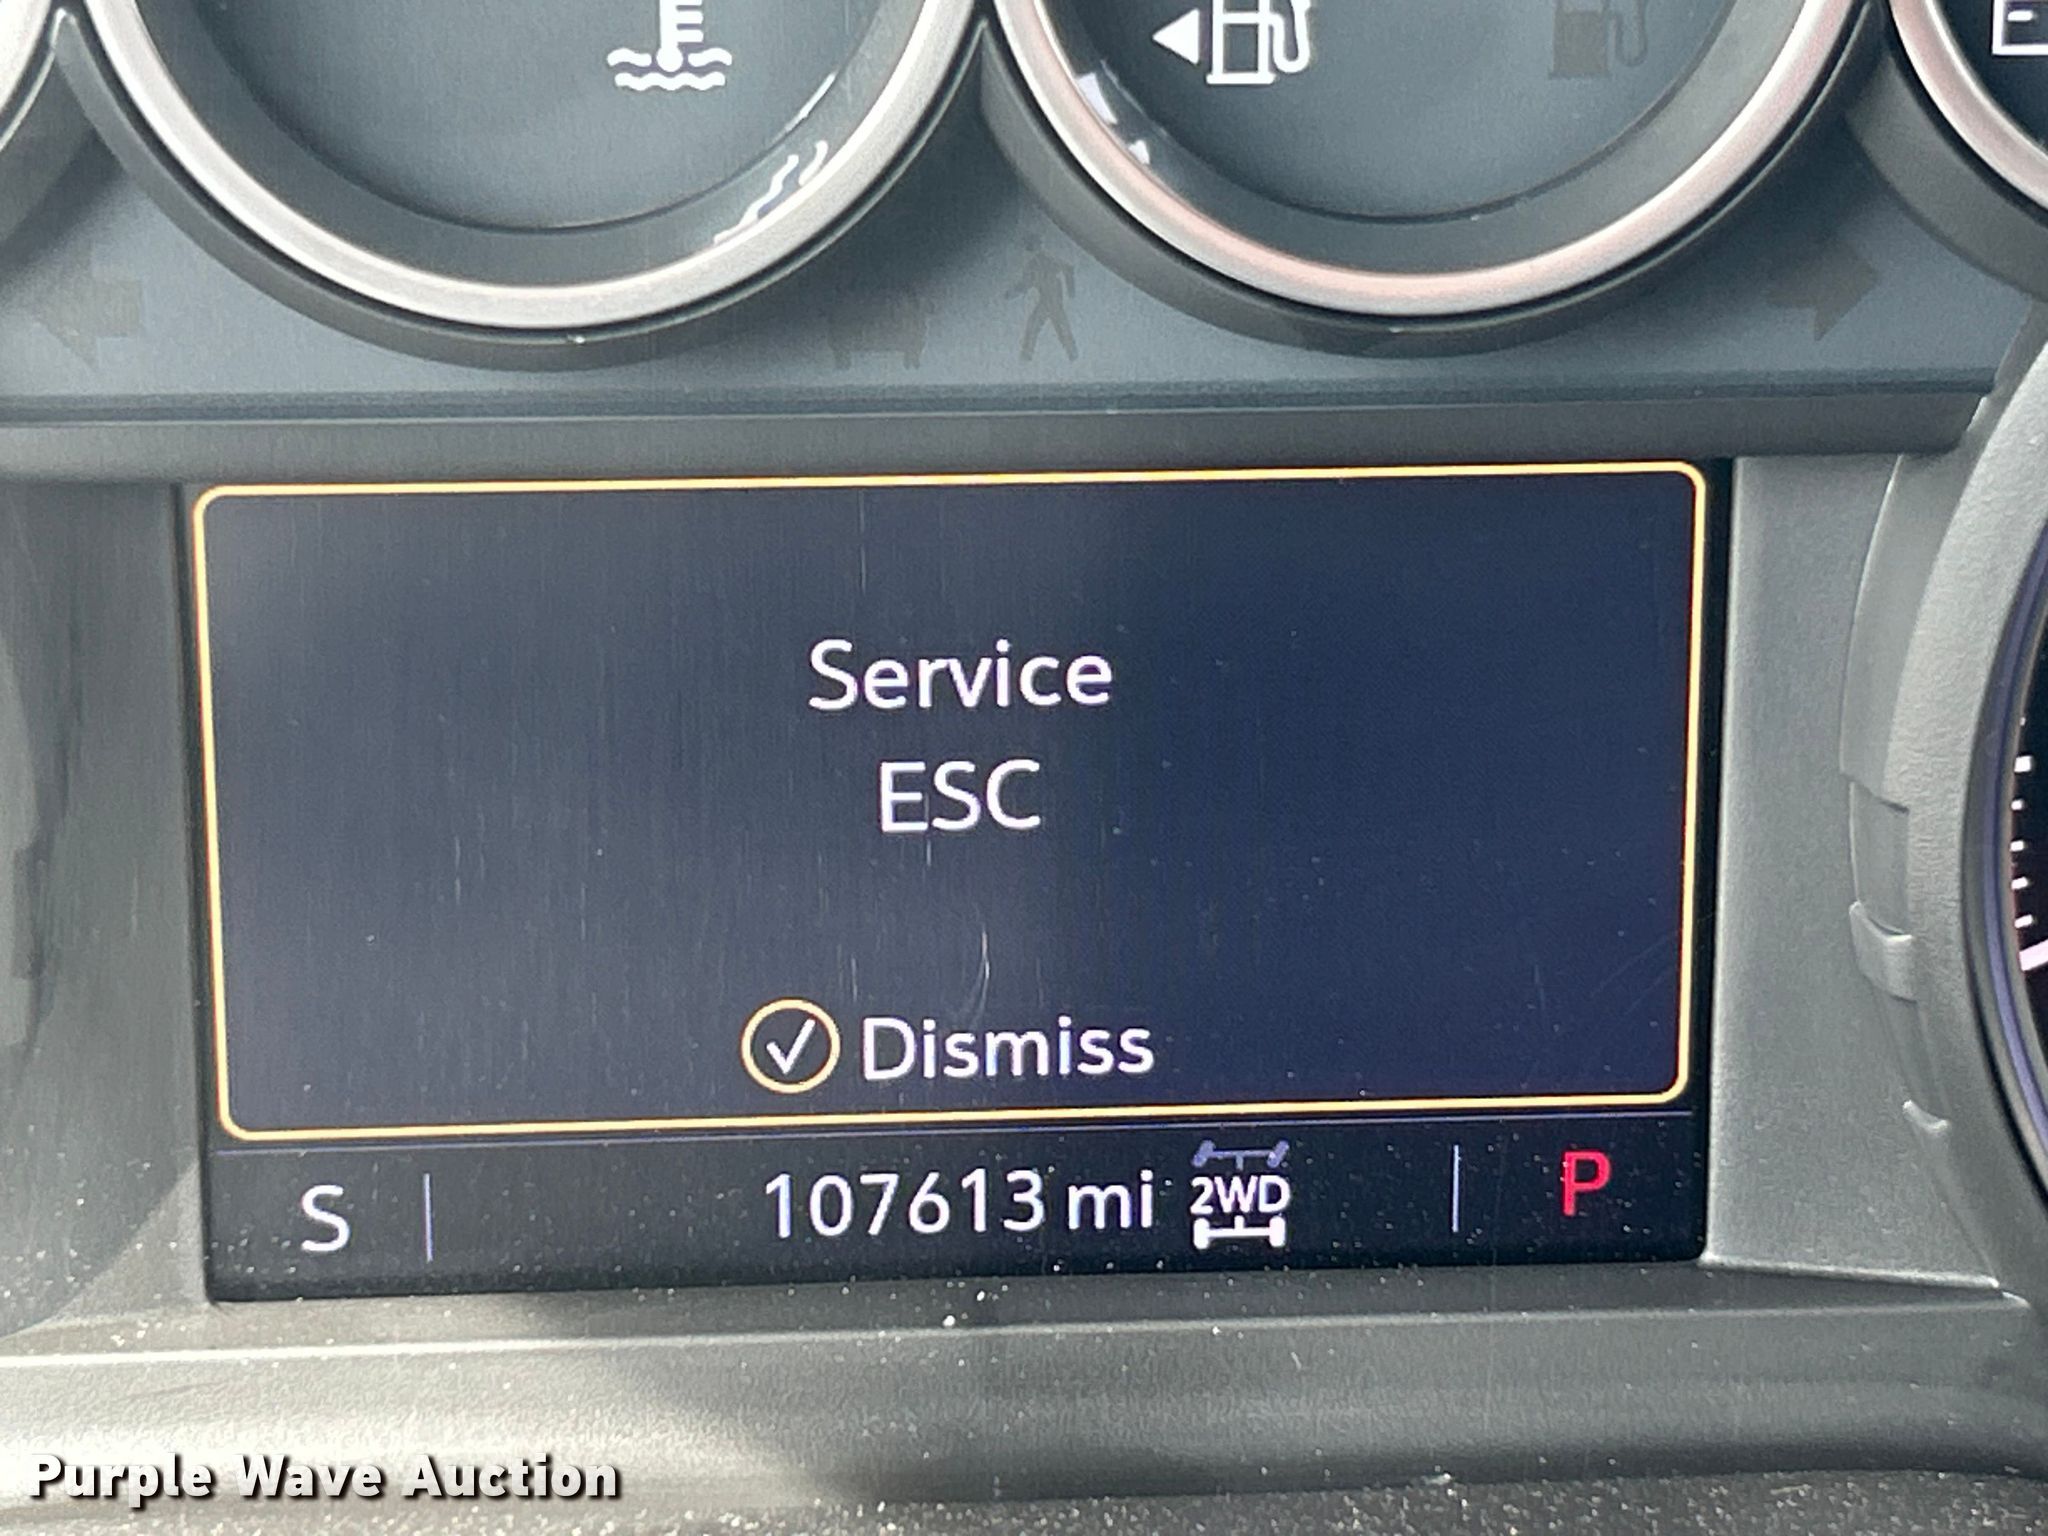 Service
ESC
Dismiss
S 107613 mi 2WD P
Purple Wave Auction